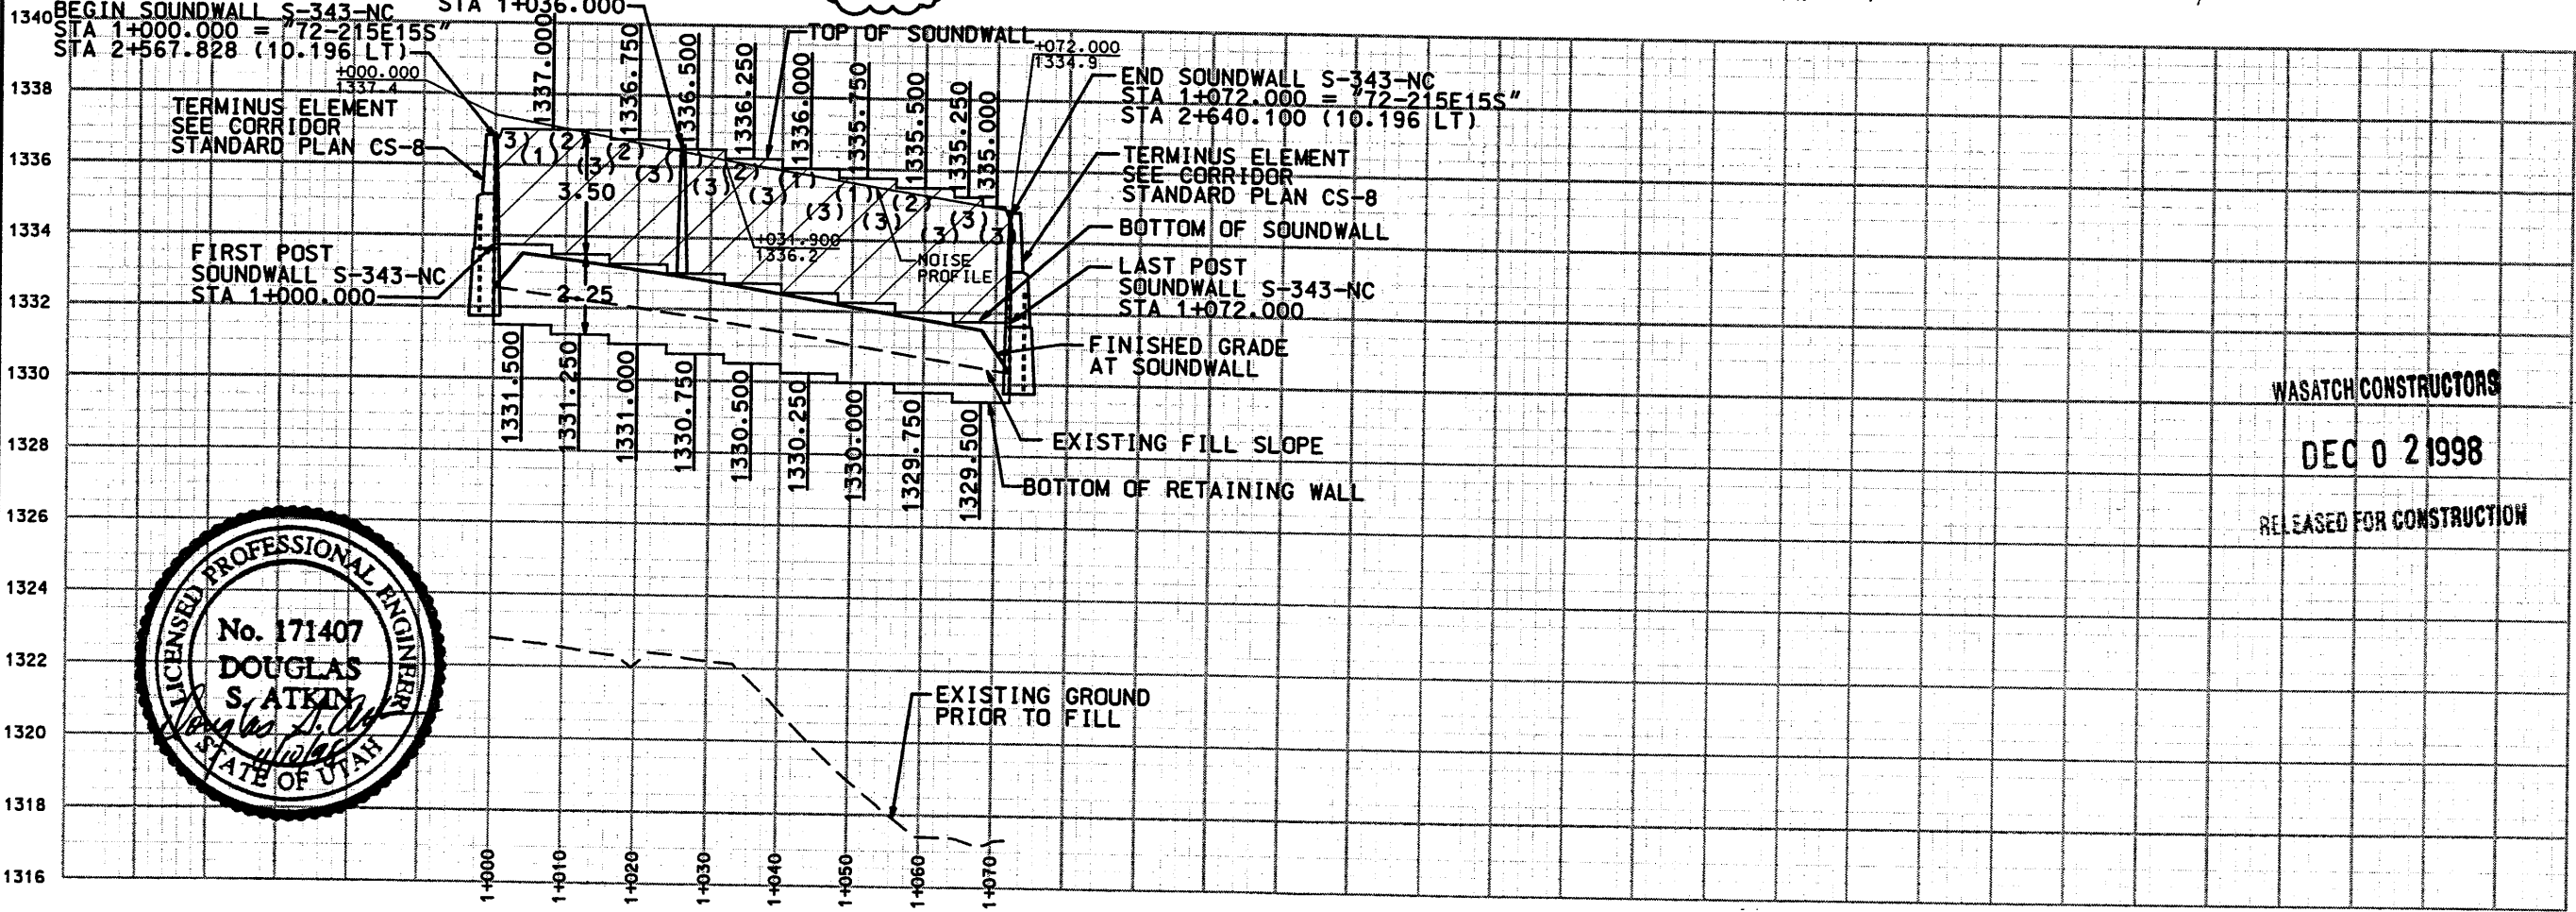 BEGIN SOUNDWALL S-343-NC
STA 1+000.000 = "72-215E15S"
STA 2+567.828 (10.196 LT)
STA 1+036.000
+000.000
1337.4
TERMINUS ELEMENT
SEE CORRIDOR
STANDARD PLAN CS-8
FIRST POST
SOUNDWALL S-343-NC
STA 1+000.000
1337.000
1336.750
1336.500
1336.250
1336.000
1335.750
1335.500
1335.250
1335.000
TOP OF SOUNDWALL
+072.000
1334.9
END SOUNDWALL S-343-NC
STA 1+072.000 = "72-215E15S"
STA 2+640.100 (10.196 LT)
TERMINUS ELEMENT
SEE CORRIDOR
STANDARD PLAN CS-8
BOTTOM OF SOUNDWALL
LAST POST
SOUNDWALL S-343-NC
STA 1+072.000
FINISHED GRADE
AT SOUNDWALL
EXISTING FILL SLOPE
BOTTOM OF RETAINING WALL
3.50
2.25
+031.900
1336.2
NOISE
PROFILE
1331.500
1331.250
1331.000
1330.750
1330.500
1330.250
1330.000
1329.750
1329.500
EXISTING GROUND
PRIOR TO FILL
WASATCH CONSTRUCTORS
DEC 02 1998
RELEASED FOR CONSTRUCTION
LICENSED PROFESSIONAL ENGINEER
No. 171407
DOUGLAS
S. ATKIN
STATE OF UTAH
1340
1338
1336
1334
1332
1330
1328
1326
1324
1322
1320
1318
1316
1+000
1+010
1+020
1+030
1+040
1+050
1+060
1+070